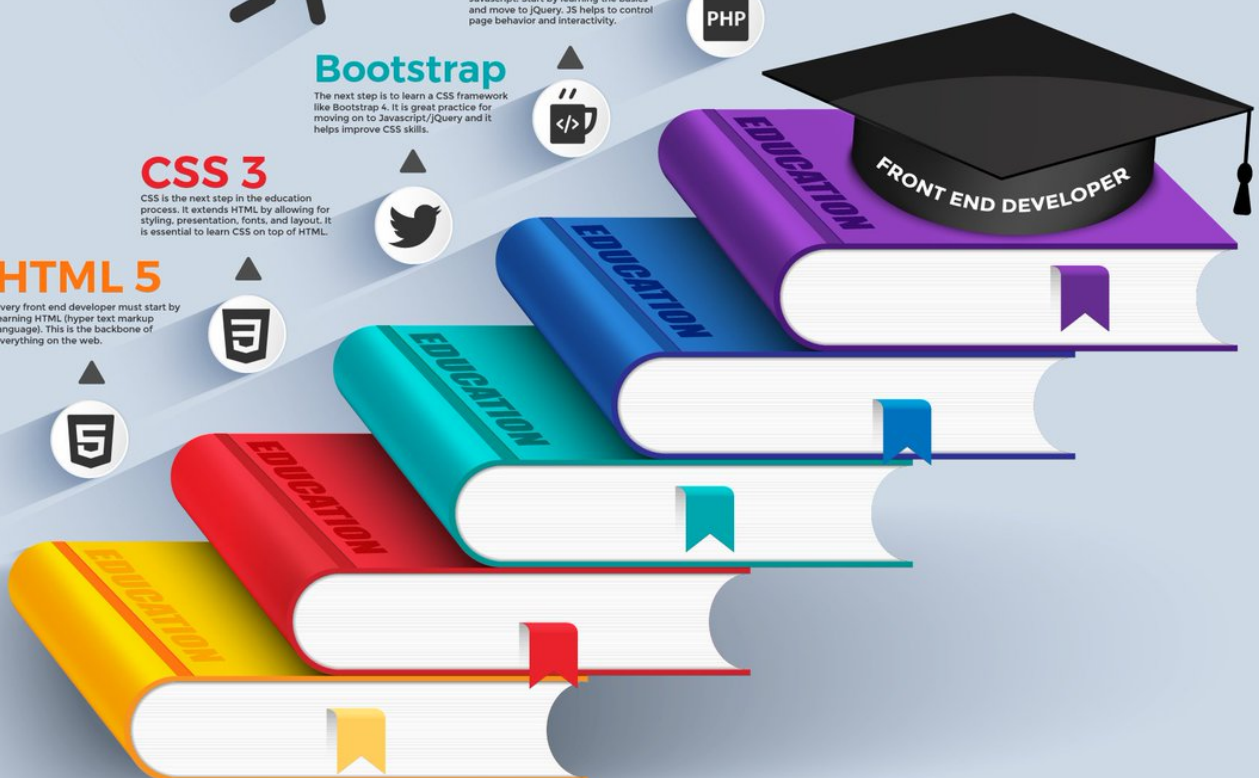 Javascript. Start by learning the basics
and move to jQuery. JS helps to control
page behavior and interactivity.
PHP
Bootstrap
The next step is to learn a CSS framework
like Bootstrap 4. It is great practice for
moving on to Javascript/jQuery and it
helps improve CSS skills.
</>
CSS 3
CSS is the next step in the education
process. It extends HTML by allowing for
styling, presentation, fonts, and layout. It
is essential to learn CSS on top of HTML.
HTML 5
very front end developer must start by
earning HTML (hyper text markup
anguage). This is the backbone of
verything on the web.
3
5
FRONT END DEVELOPER
EDUCATION
EDUCATION
EDUCATION
EDUCATION
EDUCATION